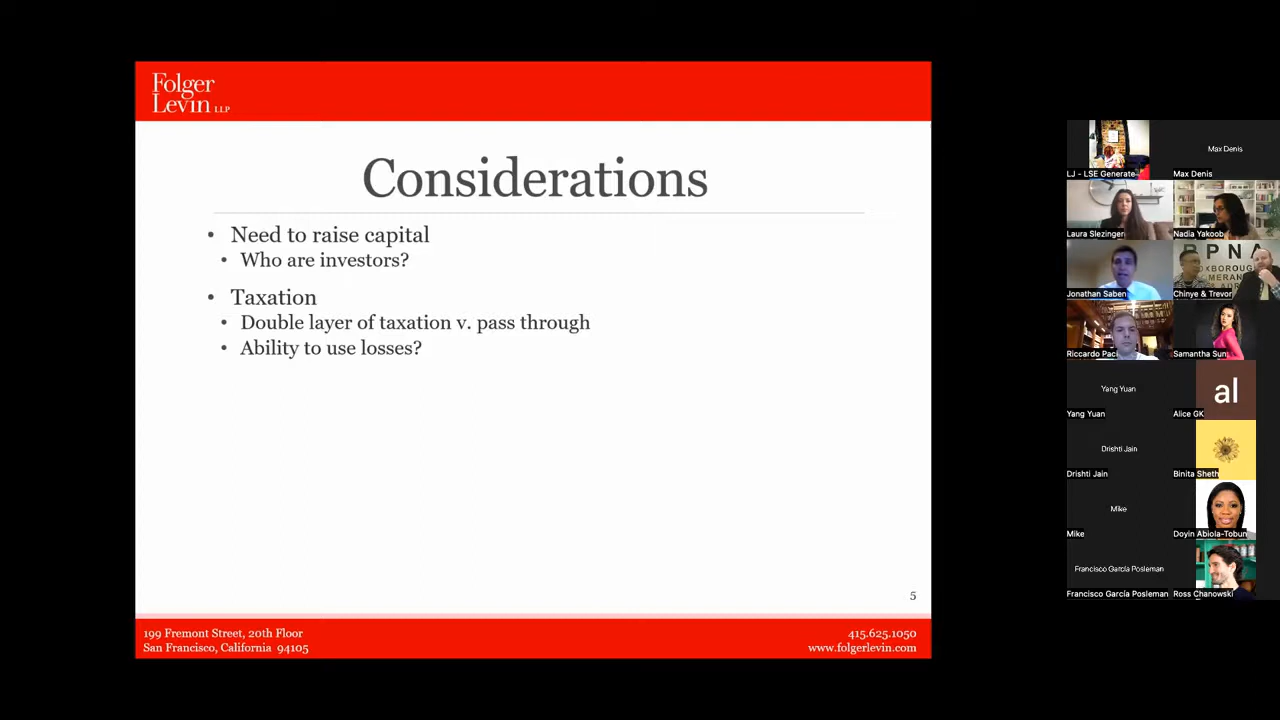 Folger
Levin LLP
Considerations
• Need to raise capital
• Who are investors?
• Taxation
• Double layer of taxation v. pass through
• Ability to use losses?
5
199 Fremont Street, 20th Floor
San Francisco, California 94105
415.625.1050
www.folgerlevin.com
LJ - LSE Generate
Max Denis
Max Denis
Laura Slezinger
Nadia Yakoob
Jonathan Saben
B P N A
OXBOROUG
MERAN
Chinye & Trevor
Riccardo Paci
Samantha Sun
Yang Yuan
Yang Yuan
al
Alice GK
Drishti Jain
Drishti Jain
Binita Sheth
Mike
Mike
Doyin Abiola-Tobun
Francisco García Posleman
Francisco García Posleman
Ross Chanowski